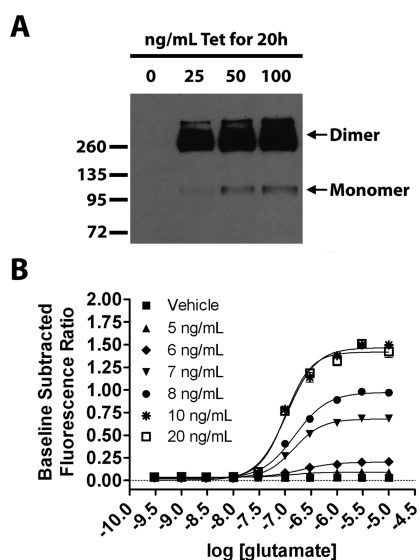 A
ng/mL Tet for 20h
0 25 50 100
260
Dimer
135
95
Monomer
72
B
Baseline Subtracted
Fluorescence Ratio
2.00
1.75
1.50
1.25
1.00
0.75
0.50
0.25
0.00
Vehicle
5 ng/mL
6 ng/mL
7 ng/mL
8 ng/mL
10 ng/mL
20 ng/mL
-10.0 -9.5 -9.0 -8.5 -8.0 -7.5 -7.0 -6.5 -6.0 -5.5 -5.0 -4.5
log [glutamate]